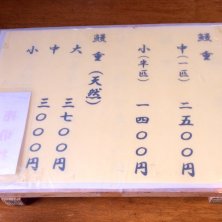 鰻重
中(一匹) 二五〇〇円
小(半匹) 一四〇〇円
鰻重(天然)
大
中 三七〇〇円
小 三〇〇〇円